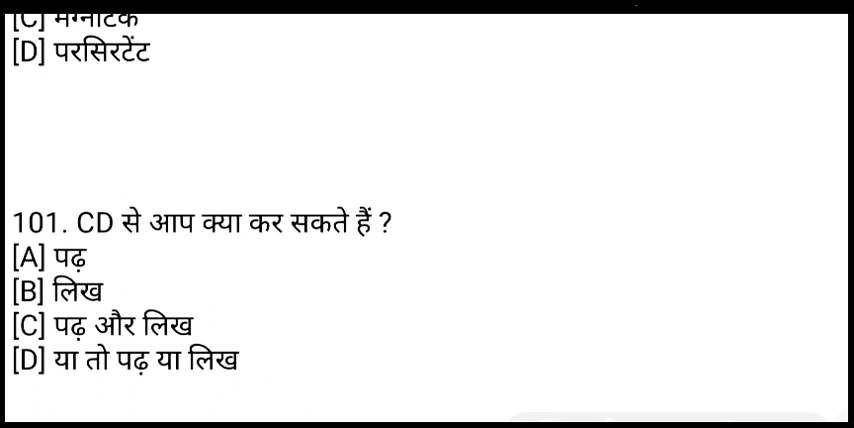 [C] मैग्नेटिक
[D] परसिरटेंट
101. CD से आप क्या कर सकते हैं ?
[A] पढ़
[B] लिख
[C] पढ़ और लिख
[D] या तो पढ़ या लिख